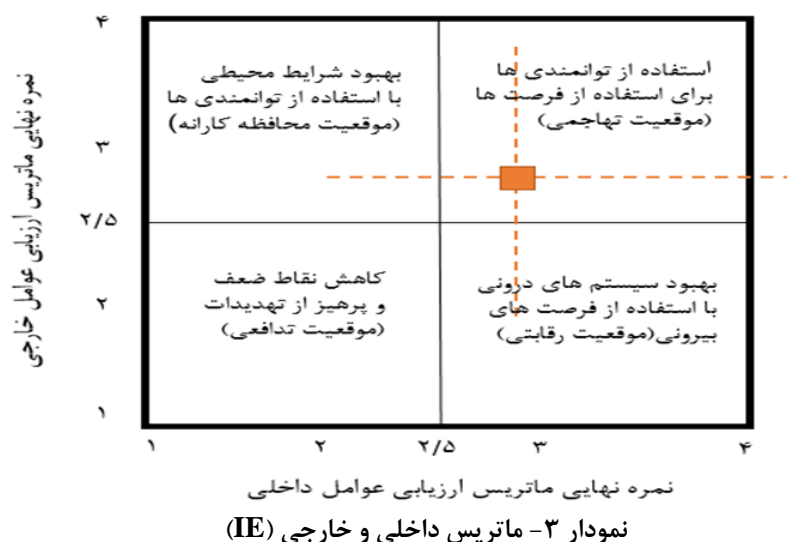 نمره نهایی ماتریس ارزیابی عوامل خارجی
۴
۳
۲/۵
۲
۱
استفاده از توانمندی ها
برای استفاده از فرصت ها
(موقعیت تهاجمی)
بهبود شرایط محیطی
با استفاده از توانمندی ها
(موقعیت محافظه کارانه)
بهبود سیستم های درونی
با استفاده از فرصت های
بیرونی(موقعیت رقابتی)
کاهش نقاط ضعف
و پرهیز از تهدیدات
(موقعیت تدافعی)
۱ ۲ ۲/۵ ۳ ۴
نمره نهایی ماتریس ارزیابی عوامل داخلی
نمودار ۳- ماتریس داخلی و خارجی (IE)